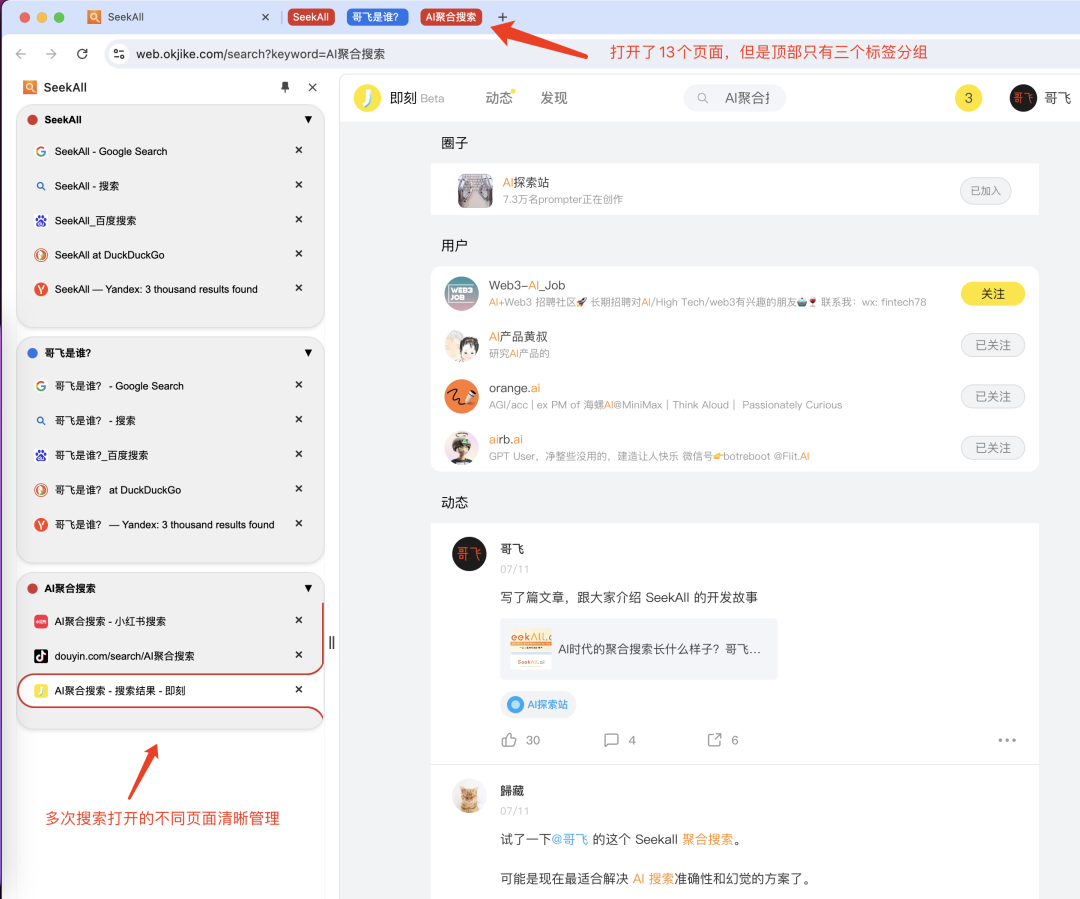 SeekAll
SeekAll
哥飞是谁?
AI聚合搜索
打开了13个页面，但是顶部只有三个标签分组
web.okjike.com/search?keyword=AI聚合搜索
SeekAll
SeekAll
SeekAll - Google Search
SeekAll - 搜索
SeekAll_百度搜索
SeekAll at DuckDuckGo
SeekAll — Yandex: 3 thousand results found
哥飞是谁?
哥飞是谁？ - Google Search
哥飞是谁？ - 搜索
哥飞是谁?_百度搜索
哥飞是谁？ at DuckDuckGo
哥飞是谁？ — Yandex: 3 thousand results found
AI聚合搜索
AI聚合搜索 - 小红书搜索
douyin.com/search/AI聚合搜索
AI聚合搜索 - 搜索结果 - 即刻
多次搜索打开的不同页面清晰管理
即刻 Beta
动态
发现
AI聚合
3
哥飞
哥飞
圈子
AI探索站
7.3万名prompter正在创作
已加入
用户
WEB3
JOB
Web3-AI_Job
AI+Web3 招聘社区🚀 长期招聘对AI/High Tech/web3有兴趣的朋友🤖🍷 联系我：wx: fintech78
关注
AI产品黄叔
研究AI产品的
已关注
orange.ai
AGI/acc | ex PM of 海螺AI@MiniMax | Think Aloud | Passionately Curious
已关注
airb.ai
GPT User，净整些没用的，建造让人快乐 微信号👉botreboot @Fiit.AI
已关注
动态
哥飞
哥飞
07/11
写了篇文章，跟大家介绍 SeekAll 的开发故事
eekAll.c
SeekAll.ai
AI时代的聚合搜索长什么样子？哥飞...
AI探索站
30
4
6
歸藏
07/11
试了一下@哥飞 的这个 Seekall 聚合搜索。
可能是现在最适合解决 AI 搜索准确性和幻觉的方案了。